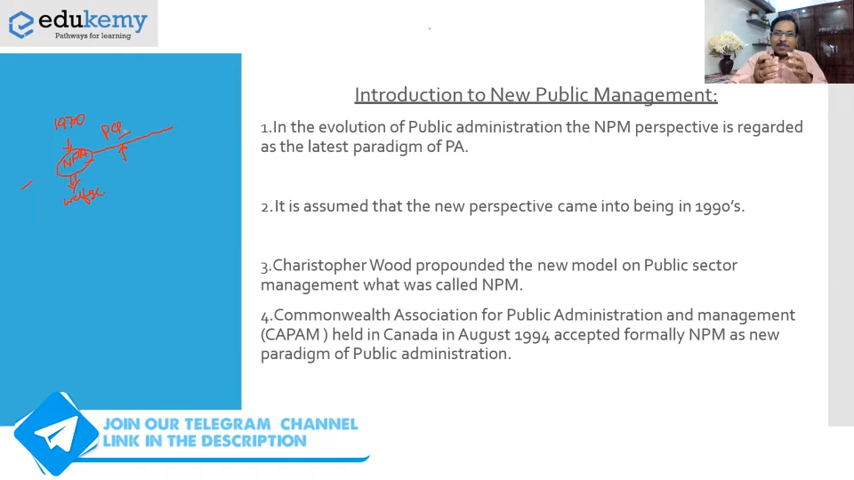 edukemy
Pathways for learning
Introduction to New Public Management:
1970
PCA
NPA
welfare
1.In the evolution of Public administration the NPM perspective is regarded
as the latest paradigm of PA.
2.It is assumed that the new perspective came into being in 1990's.
3.Charistopher Wood propounded the new model on Public sector
management what was called NPM.
4.Commonwealth Association for Public Administration and management
(CAPAM ) held in Canada in August 1994 accepted formally NPM as new
paradigm of Public administration.
JOIN OUR TELEGRAM CHANNEL
LINK IN THE DESCRIPTION